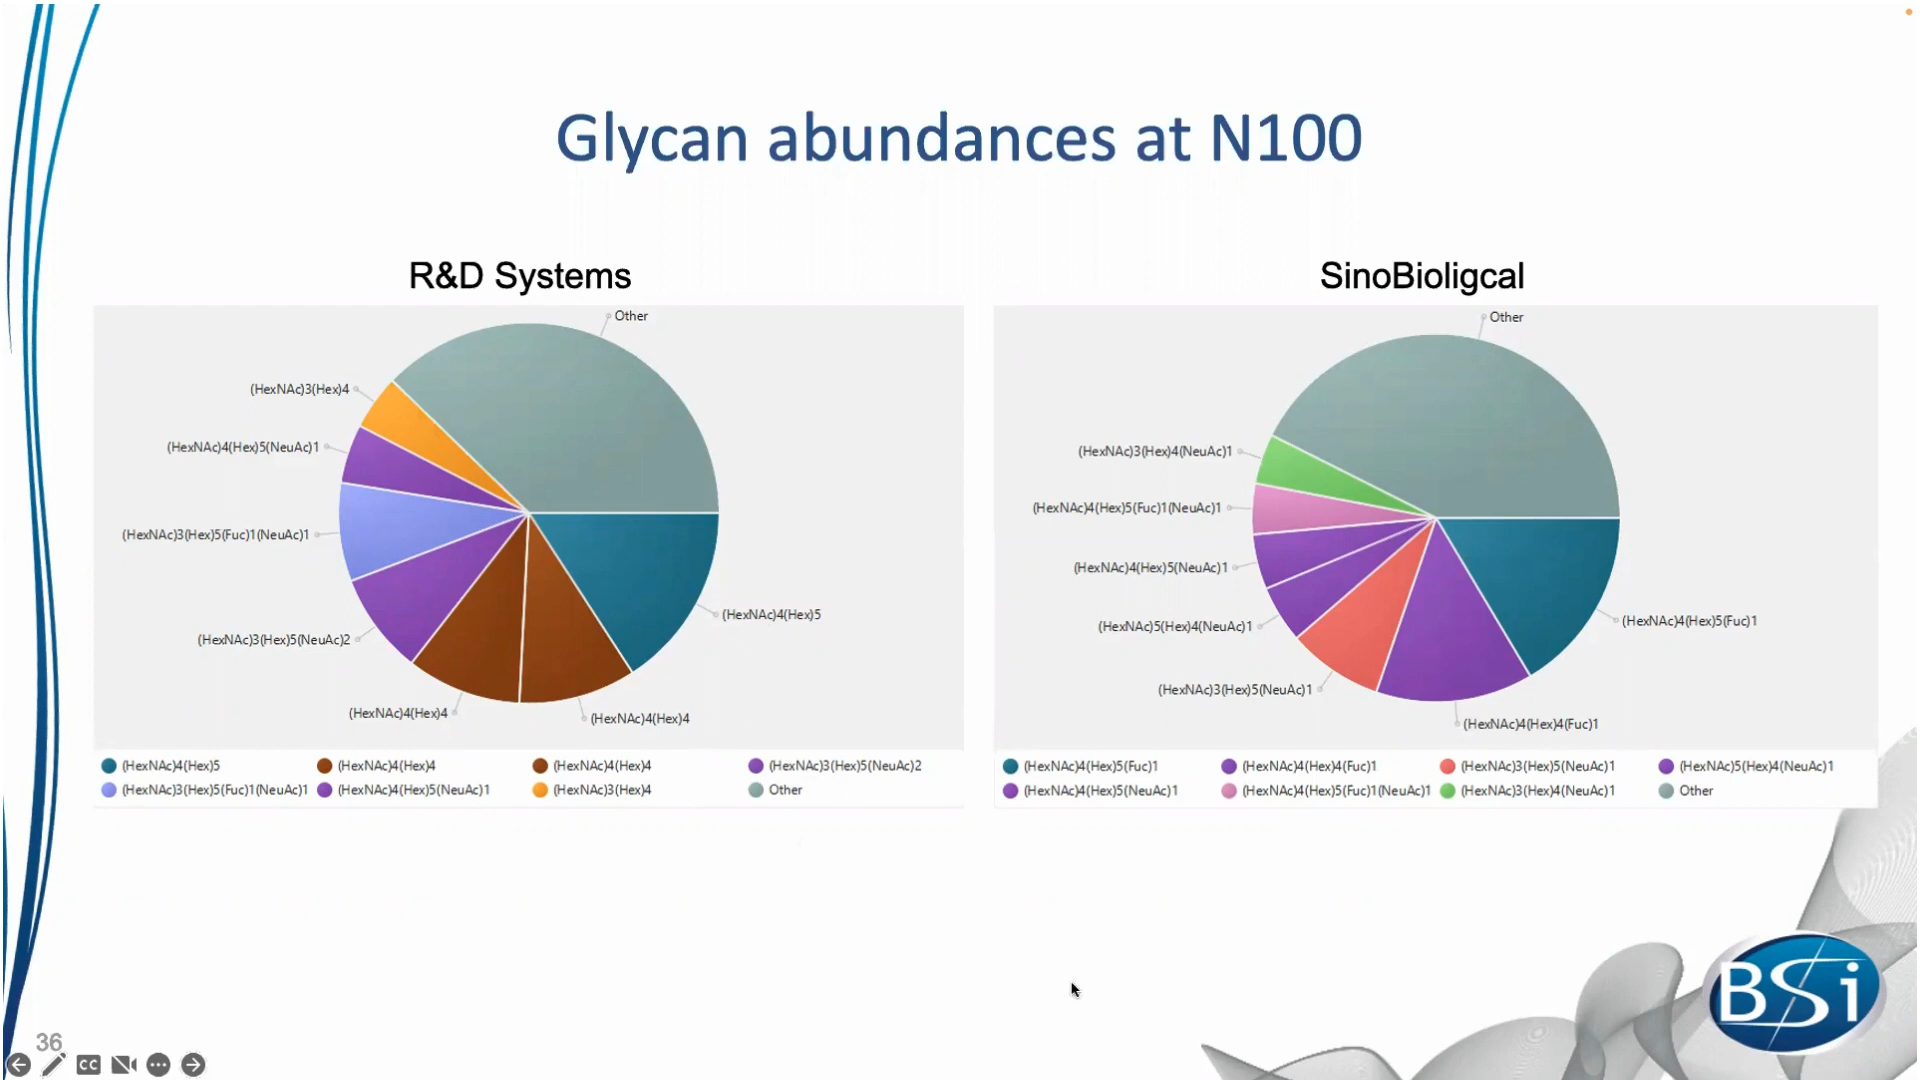 Glycan abundances at N100
R&D Systems
Other
(HexNAc)3(Hex)4
(HexNAc)4(Hex)5(NeuAc)1
(HexNAc)3(Hex)5(Fuc)1(NeuAc)1
(HexNAc)3(Hex)5(NeuAc)2
(HexNAc)4(Hex)4
(HexNAc)4(Hex)4
(HexNAc)4(Hex)5
(HexNAc)4(Hex)5 (HexNAc)4(Hex)4 (HexNAc)4(Hex)4 (HexNAc)3(Hex)5(NeuAc)2
(HexNAc)3(Hex)5(Fuc)1(NeuAc)1 (HexNAc)4(Hex)5(NeuAc)1 (HexNAc)3(Hex)4 Other
SinoBioligcal
Other
(HexNAc)3(Hex)4(NeuAc)1
(HexNAc)4(Hex)5(Fuc)1(NeuAc)1
(HexNAc)4(Hex)5(NeuAc)1
(HexNAc)5(Hex)4(NeuAc)1
(HexNAc)3(Hex)5(NeuAc)1
(HexNAc)4(Hex)4(Fuc)1
(HexNAc)4(Hex)5(Fuc)1
(HexNAc)4(Hex)5(Fuc)1 (HexNAc)4(Hex)4(Fuc)1 (HexNAc)3(Hex)5(NeuAc)1 (HexNAc)5(Hex)4(NeuAc)1
(HexNAc)4(Hex)5(NeuAc)1 (HexNAc)4(Hex)5(Fuc)1(NeuAc)1 (HexNAc)3(Hex)4(NeuAc)1 Other
BSi
36
CC